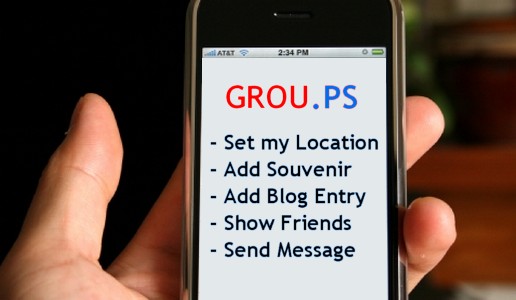 AT&T 2:34 PM
GROU.PS
- Set my Location
- Add Souvenir
- Add Blog Entry
- Show Friends
- Send Message